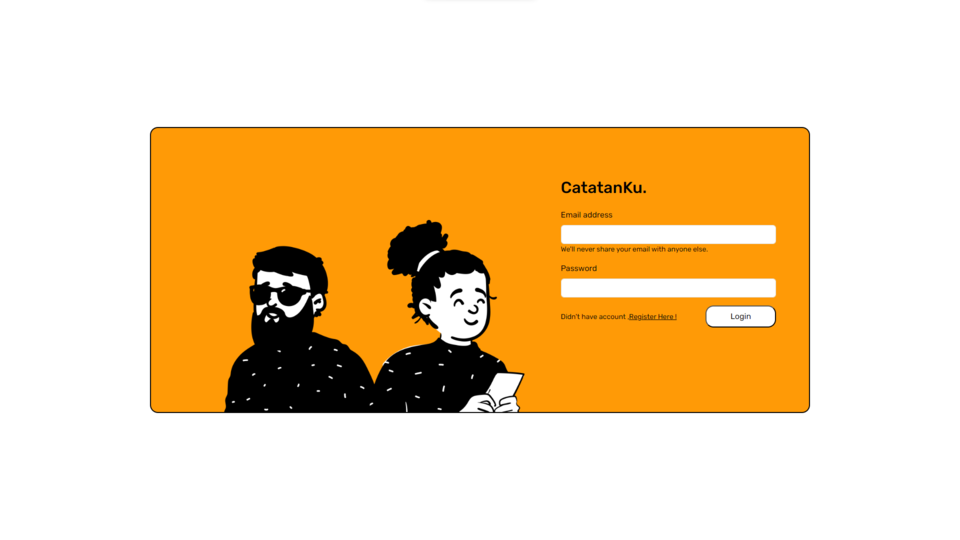 CatatanKu.
Email address
We'll never share your email with anyone else.
Password
Didn't have account ,Register Here !
Login